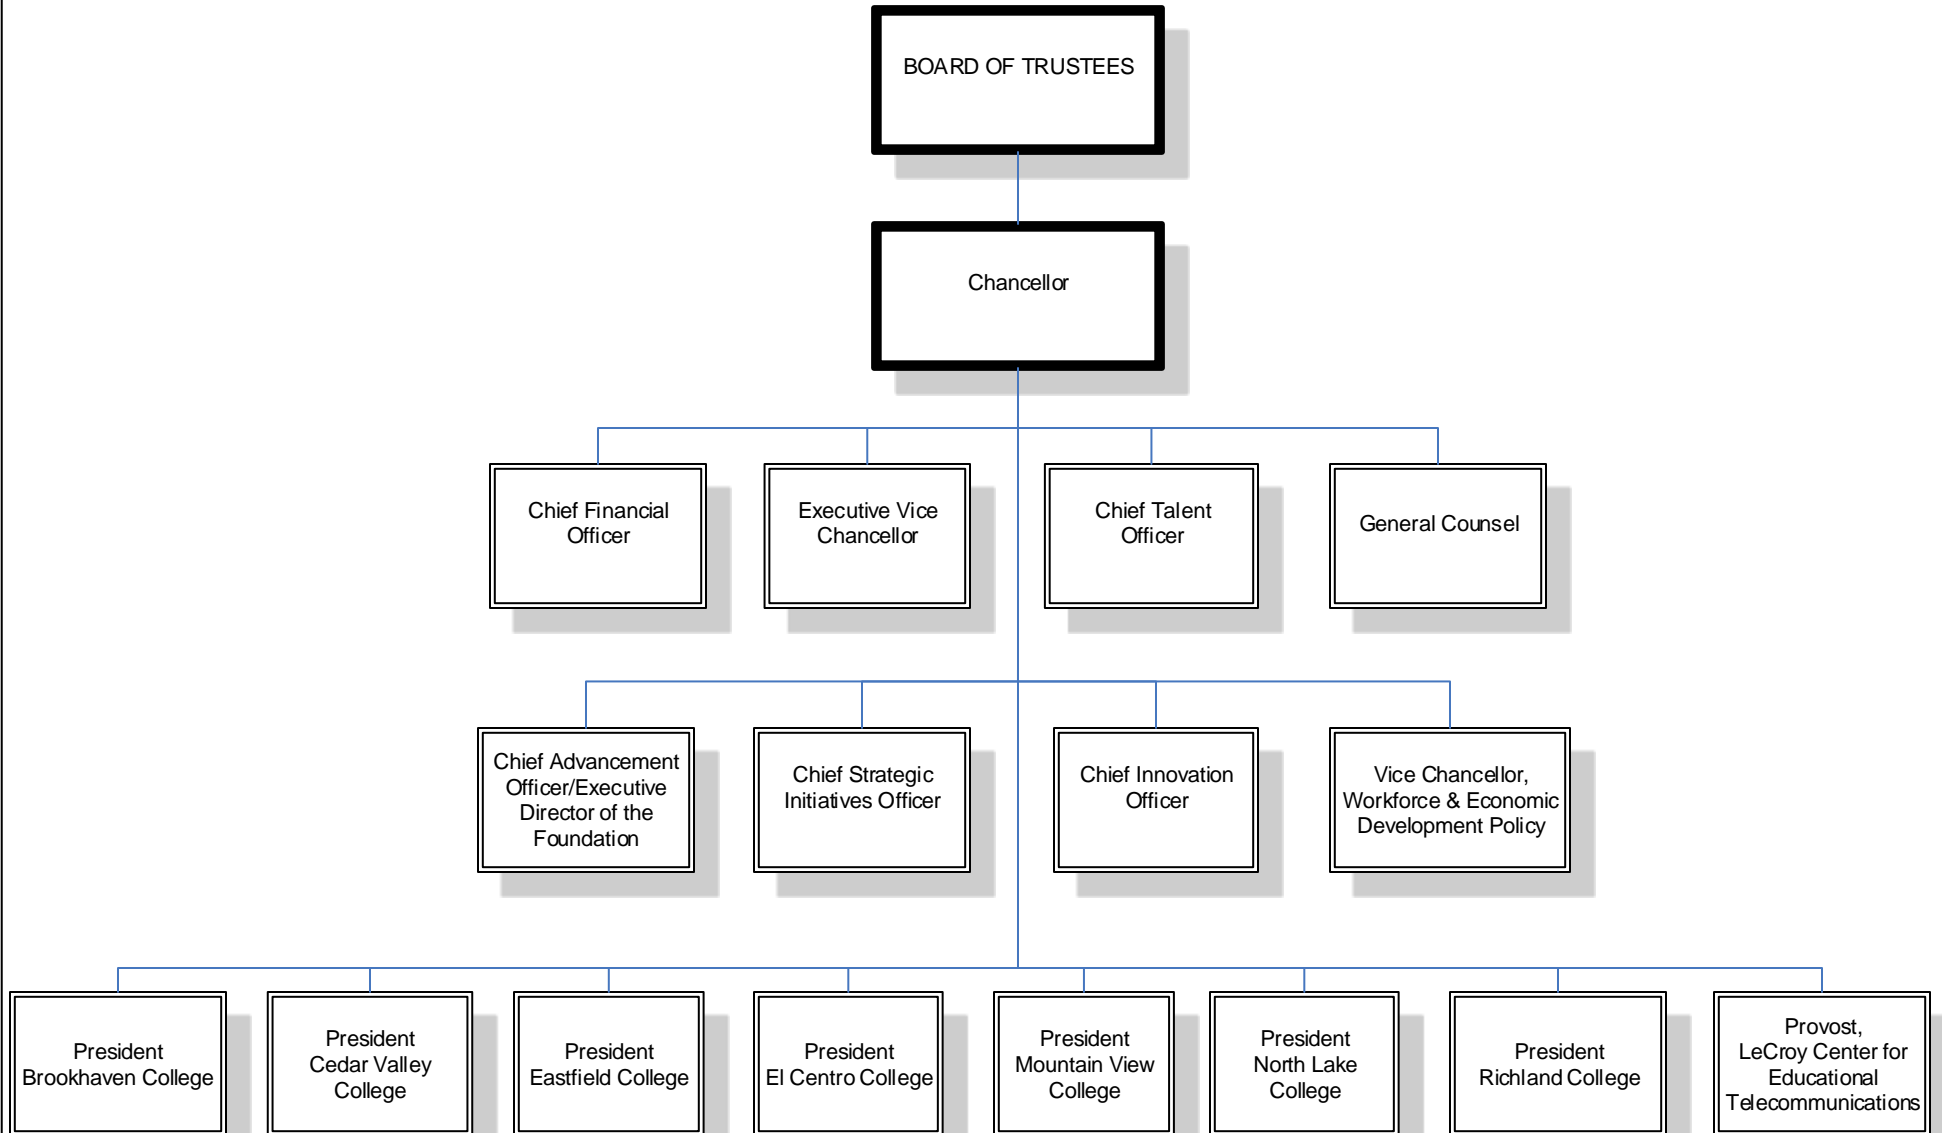 BOARD OF TRUSTEES
Chancellor
Chief Financial
Officer
Executive Vice
Chancellor
Chief Talent
Officer
General Counsel
Chief Advancement
Officer/Executive
Director of the
Foundation
Chief Strategic
Initiatives Officer
Chief Innovation
Officer
Vice Chancellor,
Workforce & Economic
Development Policy
President
Brookhaven College
President
Cedar Valley
College
President
Eastfield College
President
El Centro College
President
Mountain View
College
President
North Lake
College
President
Richland College
Provost,
LeCroy Center for
Educational
Telecommunications